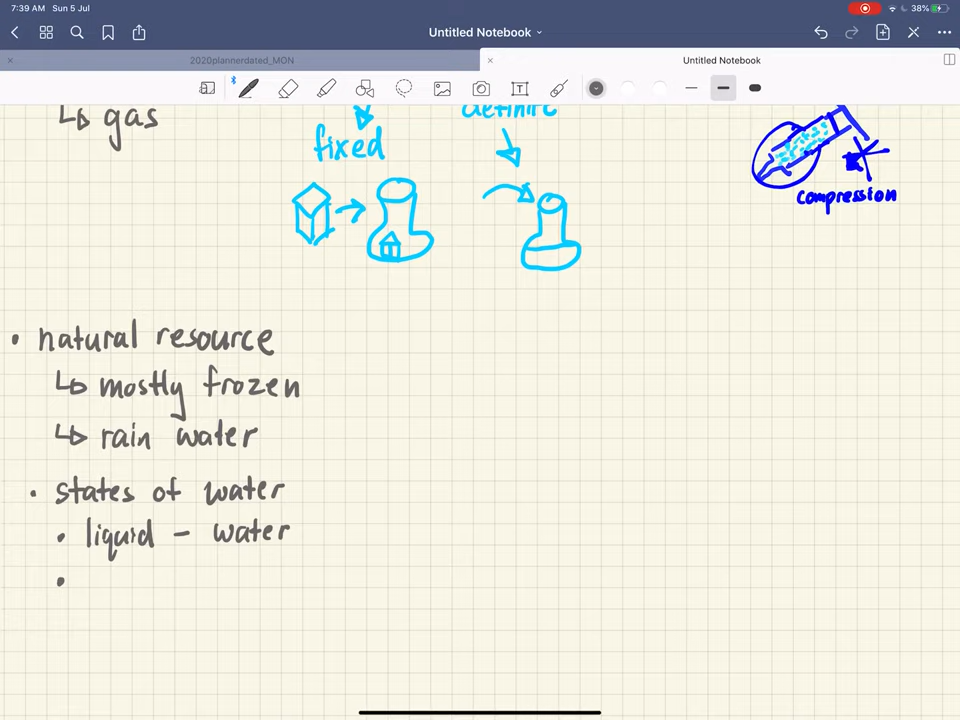 7:39 AM Sun 5 Jul
38%
Untitled Notebook
2020plannerdated_MON
Untitled Notebook
↳ gas
fixed
definite
compression
• natural resource
↳ mostly frozen
↳ rain water
• states of water
• liquid - water
•